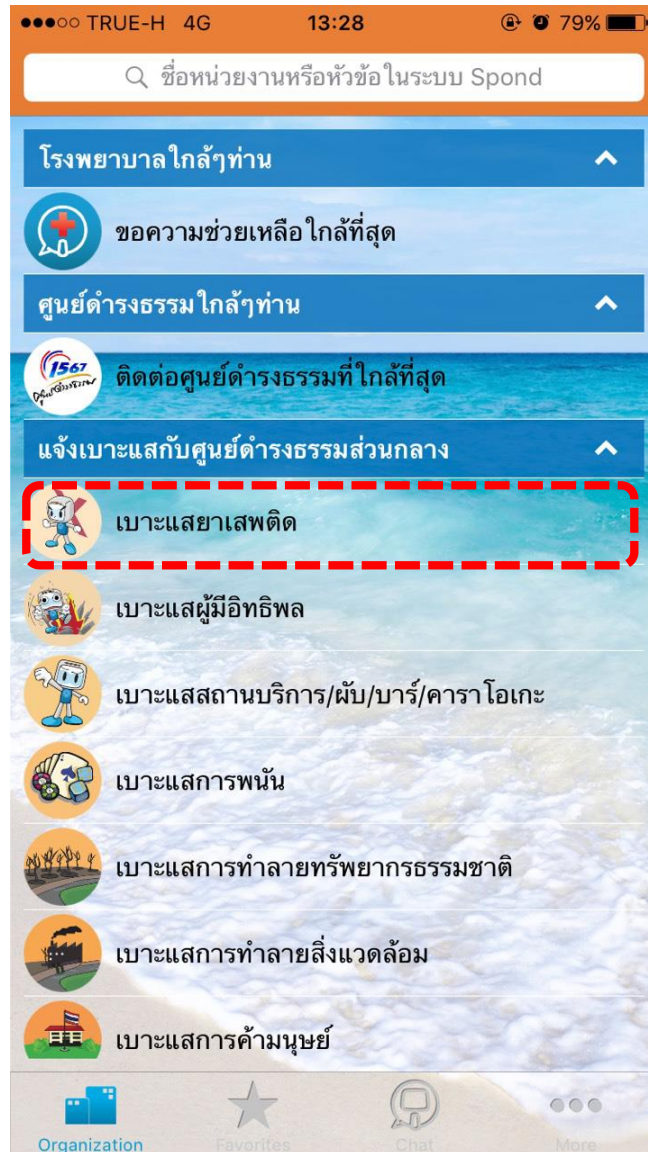 TRUE-H 4G 13:28 79%
ชื่อหน่วยงานหรือหัวข้อในระบบ Spond
โรงพยาบาลใกล้ๆท่าน
ขอความช่วยเหลือใกล้ที่สุด
ศูนย์ดำรงธรรมใกล้ๆท่าน
1567
ศูนย์ดำรงธรรม
ติดต่อศูนย์ดำรงธรรมที่ใกล้ที่สุด
แจ้งเบาะแสกับศูนย์ดำรงธรรมส่วนกลาง
เบาะแสยาเสพติด
เบาะแสผู้มีอิทธิพล
เบาะแสสถานบริการ/ผับ/บาร์/คาราโอเกะ
เบาะแสการพนัน
เบาะแสการทำลายทรัพยากรธรรมชาติ
เบาะแสการทำลายสิ่งแวดล้อม
เบาะแสการค้ามนุษย์
Organization Favorites Chat More